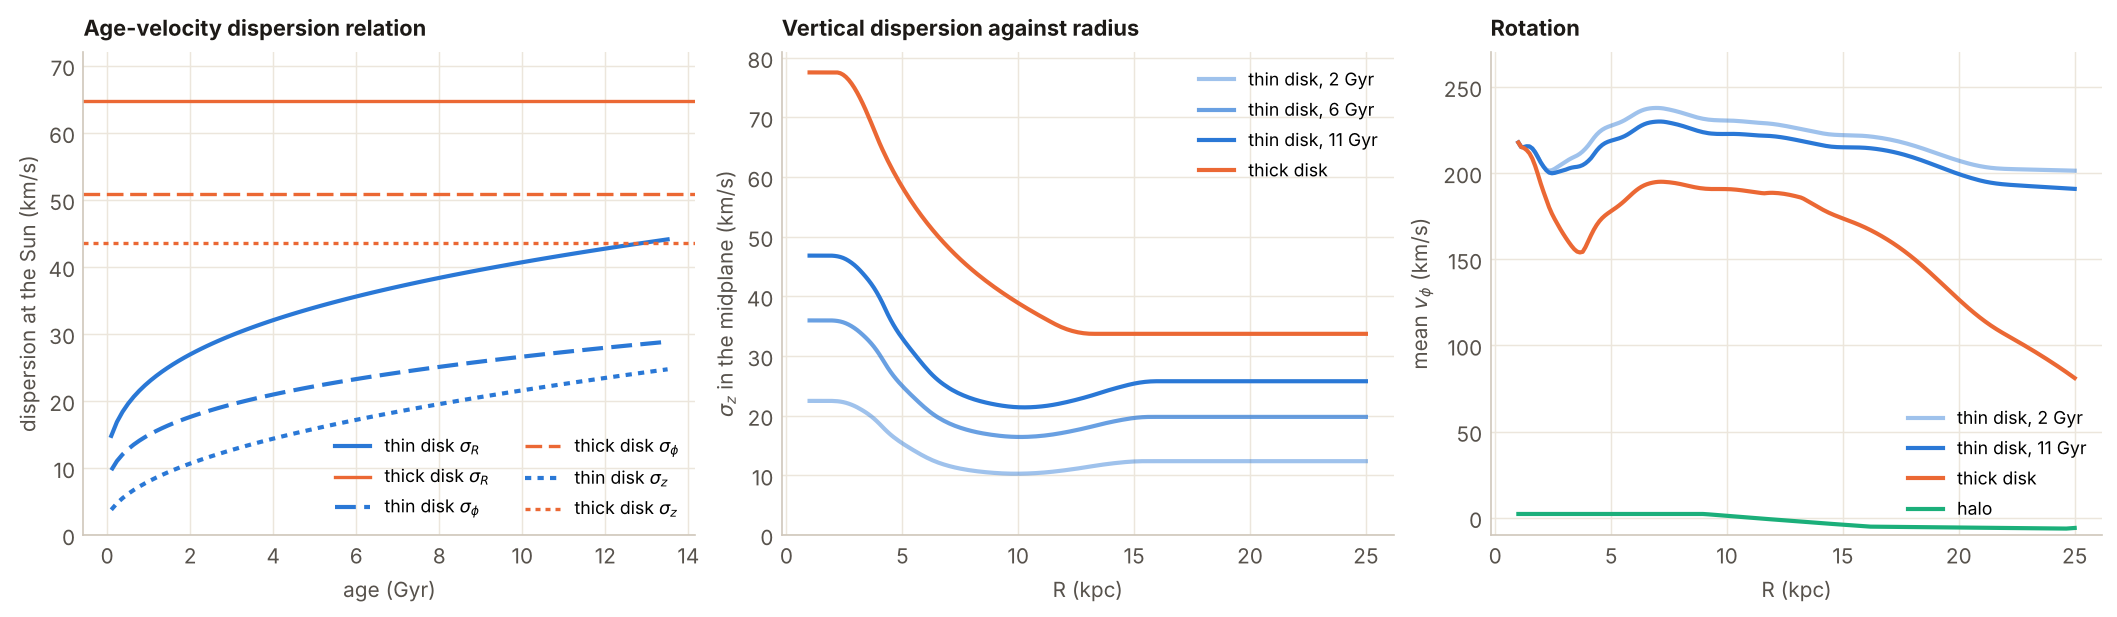 Age-velocity dispersion relation
70
60
50
40
30
20
10
0
dispersion at the Sun (km/s)
0 2 4 6 8 10 12 14
age (Gyr)
thin disk σR
thick disk σR
thin disk σϕ
thick disk σϕ
thin disk σz
thick disk σz
Vertical dispersion against radius
80
70
60
50
40
30
20
10
0
σz in the midplane (km/s)
0 5 10 15 20 25
R (kpc)
thin disk, 2 Gyr
thin disk, 6 Gyr
thin disk, 11 Gyr
thick disk
Rotation
250
200
150
100
50
0
mean vϕ (km/s)
0 5 10 15 20 25
R (kpc)
thin disk, 2 Gyr
thin disk, 11 Gyr
thick disk
halo